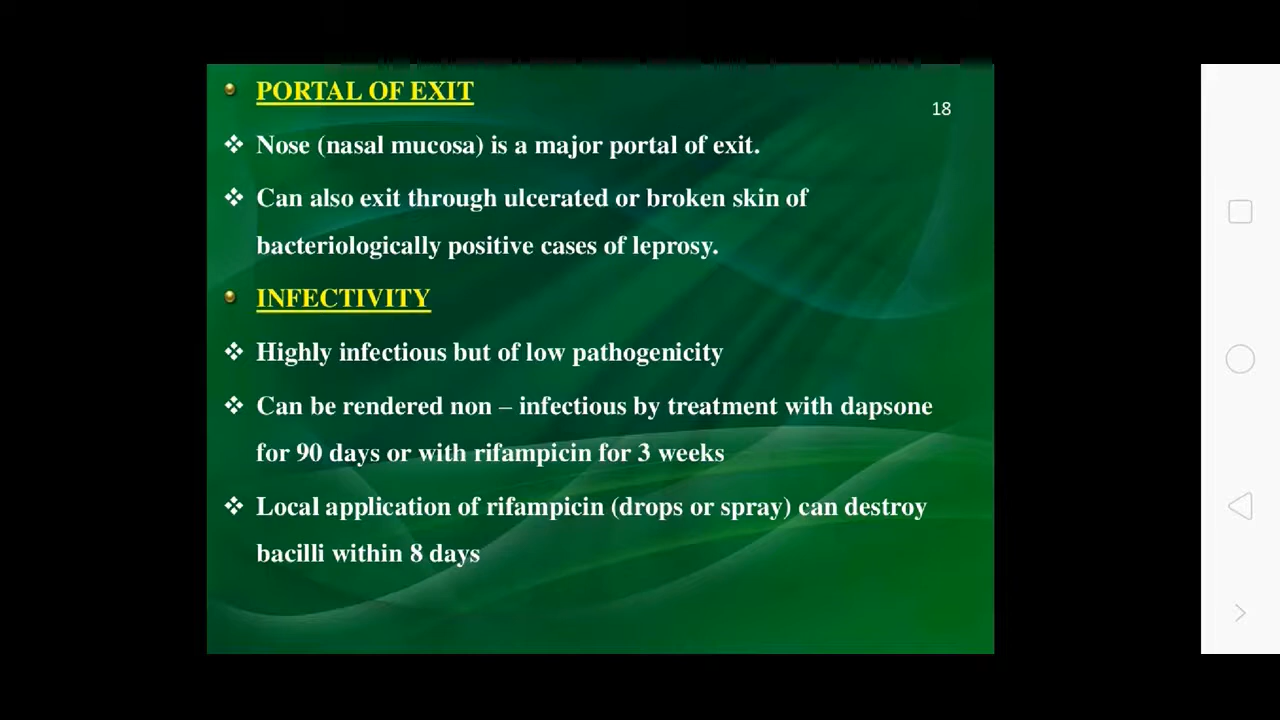 PORTAL OF EXIT
18
Nose (nasal mucosa) is a major portal of exit.
Can also exit through ulcerated or broken skin of
bacteriologically positive cases of leprosy.
INFECTIVITY
Highly infectious but of low pathogenicity
Can be rendered non – infectious by treatment with dapsone
for 90 days or with rifampicin for 3 weeks
Local application of rifampicin (drops or spray) can destroy
bacilli within 8 days